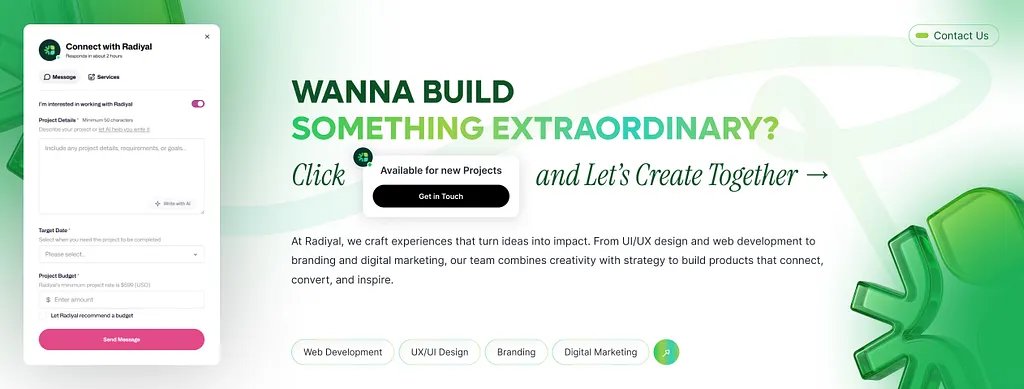 Connect with Radiyal
Responds in about 2 hours
Message
Services
I'm interested in working with Radiyal
Project Details * Minimum 50 characters
Describe your project or let AI help you write it
Include any project details, requirements, or goals...
Write with AI
Target Date *
Select when you need the project to be completed
Please select..
Project Budget *
Radiyal's minimum project rate is $599 (USD)
$ Enter amount
Let Radiyal recommend a budget
Send Message
Contact Us
WANNA BUILD
SOMETHING EXTRAORDINARY?
Click
Available for new Projects
Get in Touch
and Let's Create Together →
At Radiyal, we craft experiences that turn ideas into impact. From UI/UX design and web development to
branding and digital marketing, our team combines creativity with strategy to build products that connect,
convert, and inspire.
Web Development
UX/UI Design
Branding
Digital Marketing